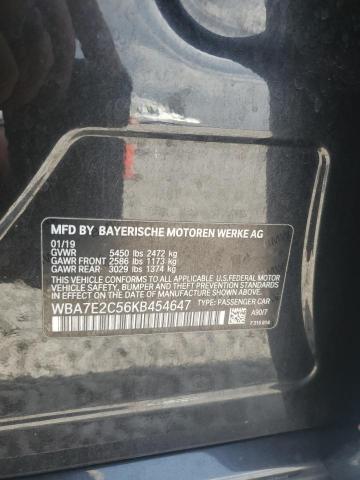 MFD BY BAYERISCHE MOTOREN WERKE AG
01/19
GVWR 5450 lbs 2472 kg
GAWR FRONT 2586 lbs 1173 kg
GAWR REAR 3029 lbs 1374 kg
THIS VEHICLE CONFORMS TO ALL APPLICABLE
U.S. FEDERAL SAFETY, BUMPER AND THEFT PREVENTION
STANDARDS IN EFFECT ON THE DATE OF
MANUFACTURE SHOWN ABOVE.
WBA7E2C56KB454647 TYPE: PASSENGER CAR
A90/7